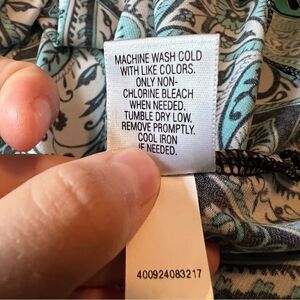 MACHINE WASH COLD
WITH LIKE COLORS.
ONLY NON-
CHLORINE BLEACH
WHEN NEEDED.
TUMBLE DRY LOW.
REMOVE PROMPTLY.
COOL IRON
IF NEEDED.
400924083217